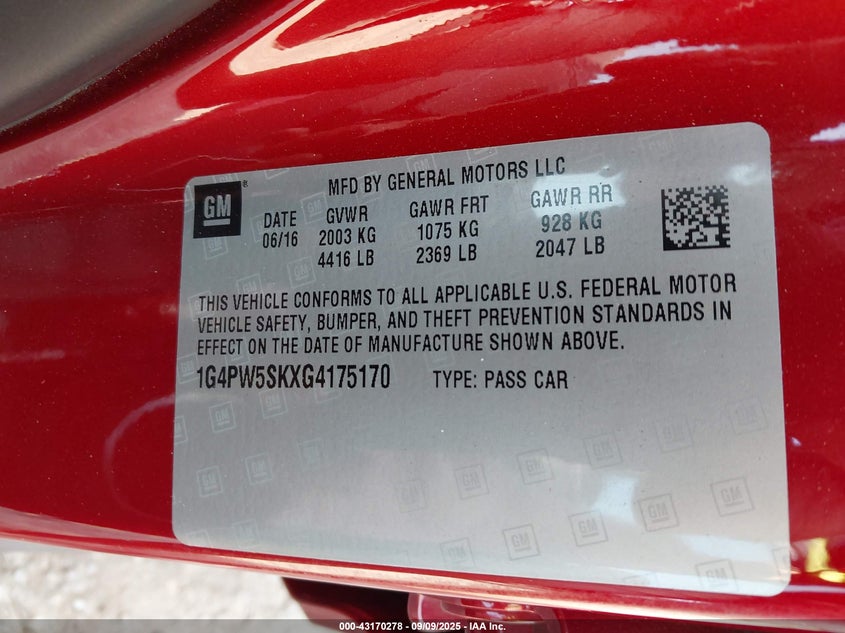 GM
MFD BY GENERAL MOTORS LLC
DATE GVWR GAWR FRT GAWR RR
06/16 2003 KG 1075 KG 928 KG
4416 LB 2369 LB 2047 LB
THIS VEHICLE CONFORMS TO ALL APPLICABLE U.S. FEDERAL MOTOR
VEHICLE SAFETY, BUMPER, AND THEFT PREVENTION STANDARDS IN
EFFECT ON THE DATE OF MANUFACTURE SHOWN ABOVE.
1G4PW5SKXG4175170 TYPE: PASS CAR
000-43170278 - 09/09/2025 - IAA Inc.